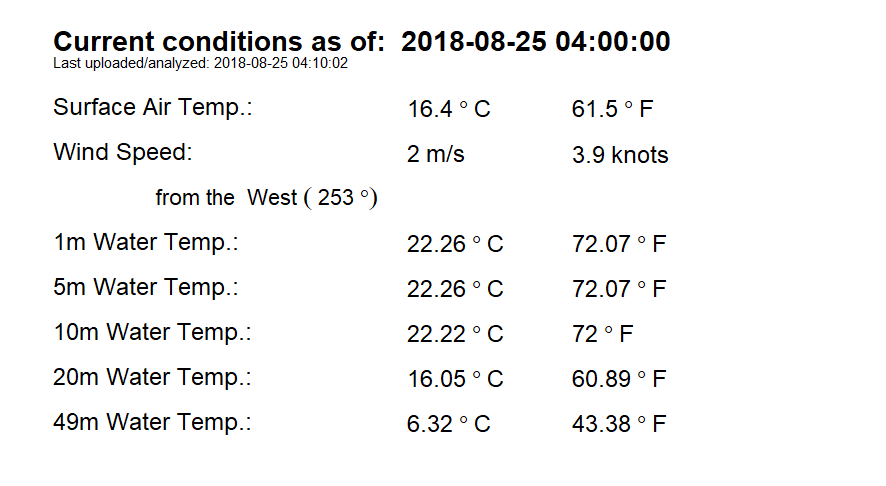 Current conditions as of: 2018-08-25 04:00:00
Last uploaded/analyzed: 2018-08-25 04:10:02
Surface Air Temp.: 16.4 ° C 61.5 ° F
Wind Speed: 2 m/s 3.9 knots
from the West ( 253 °)
1m Water Temp.: 22.26 ° C 72.07 ° F
5m Water Temp.: 22.26 ° C 72.07 ° F
10m Water Temp.: 22.22 ° C 72 ° F
20m Water Temp.: 16.05 ° C 60.89 ° F
49m Water Temp.: 6.32 ° C 43.38 ° F